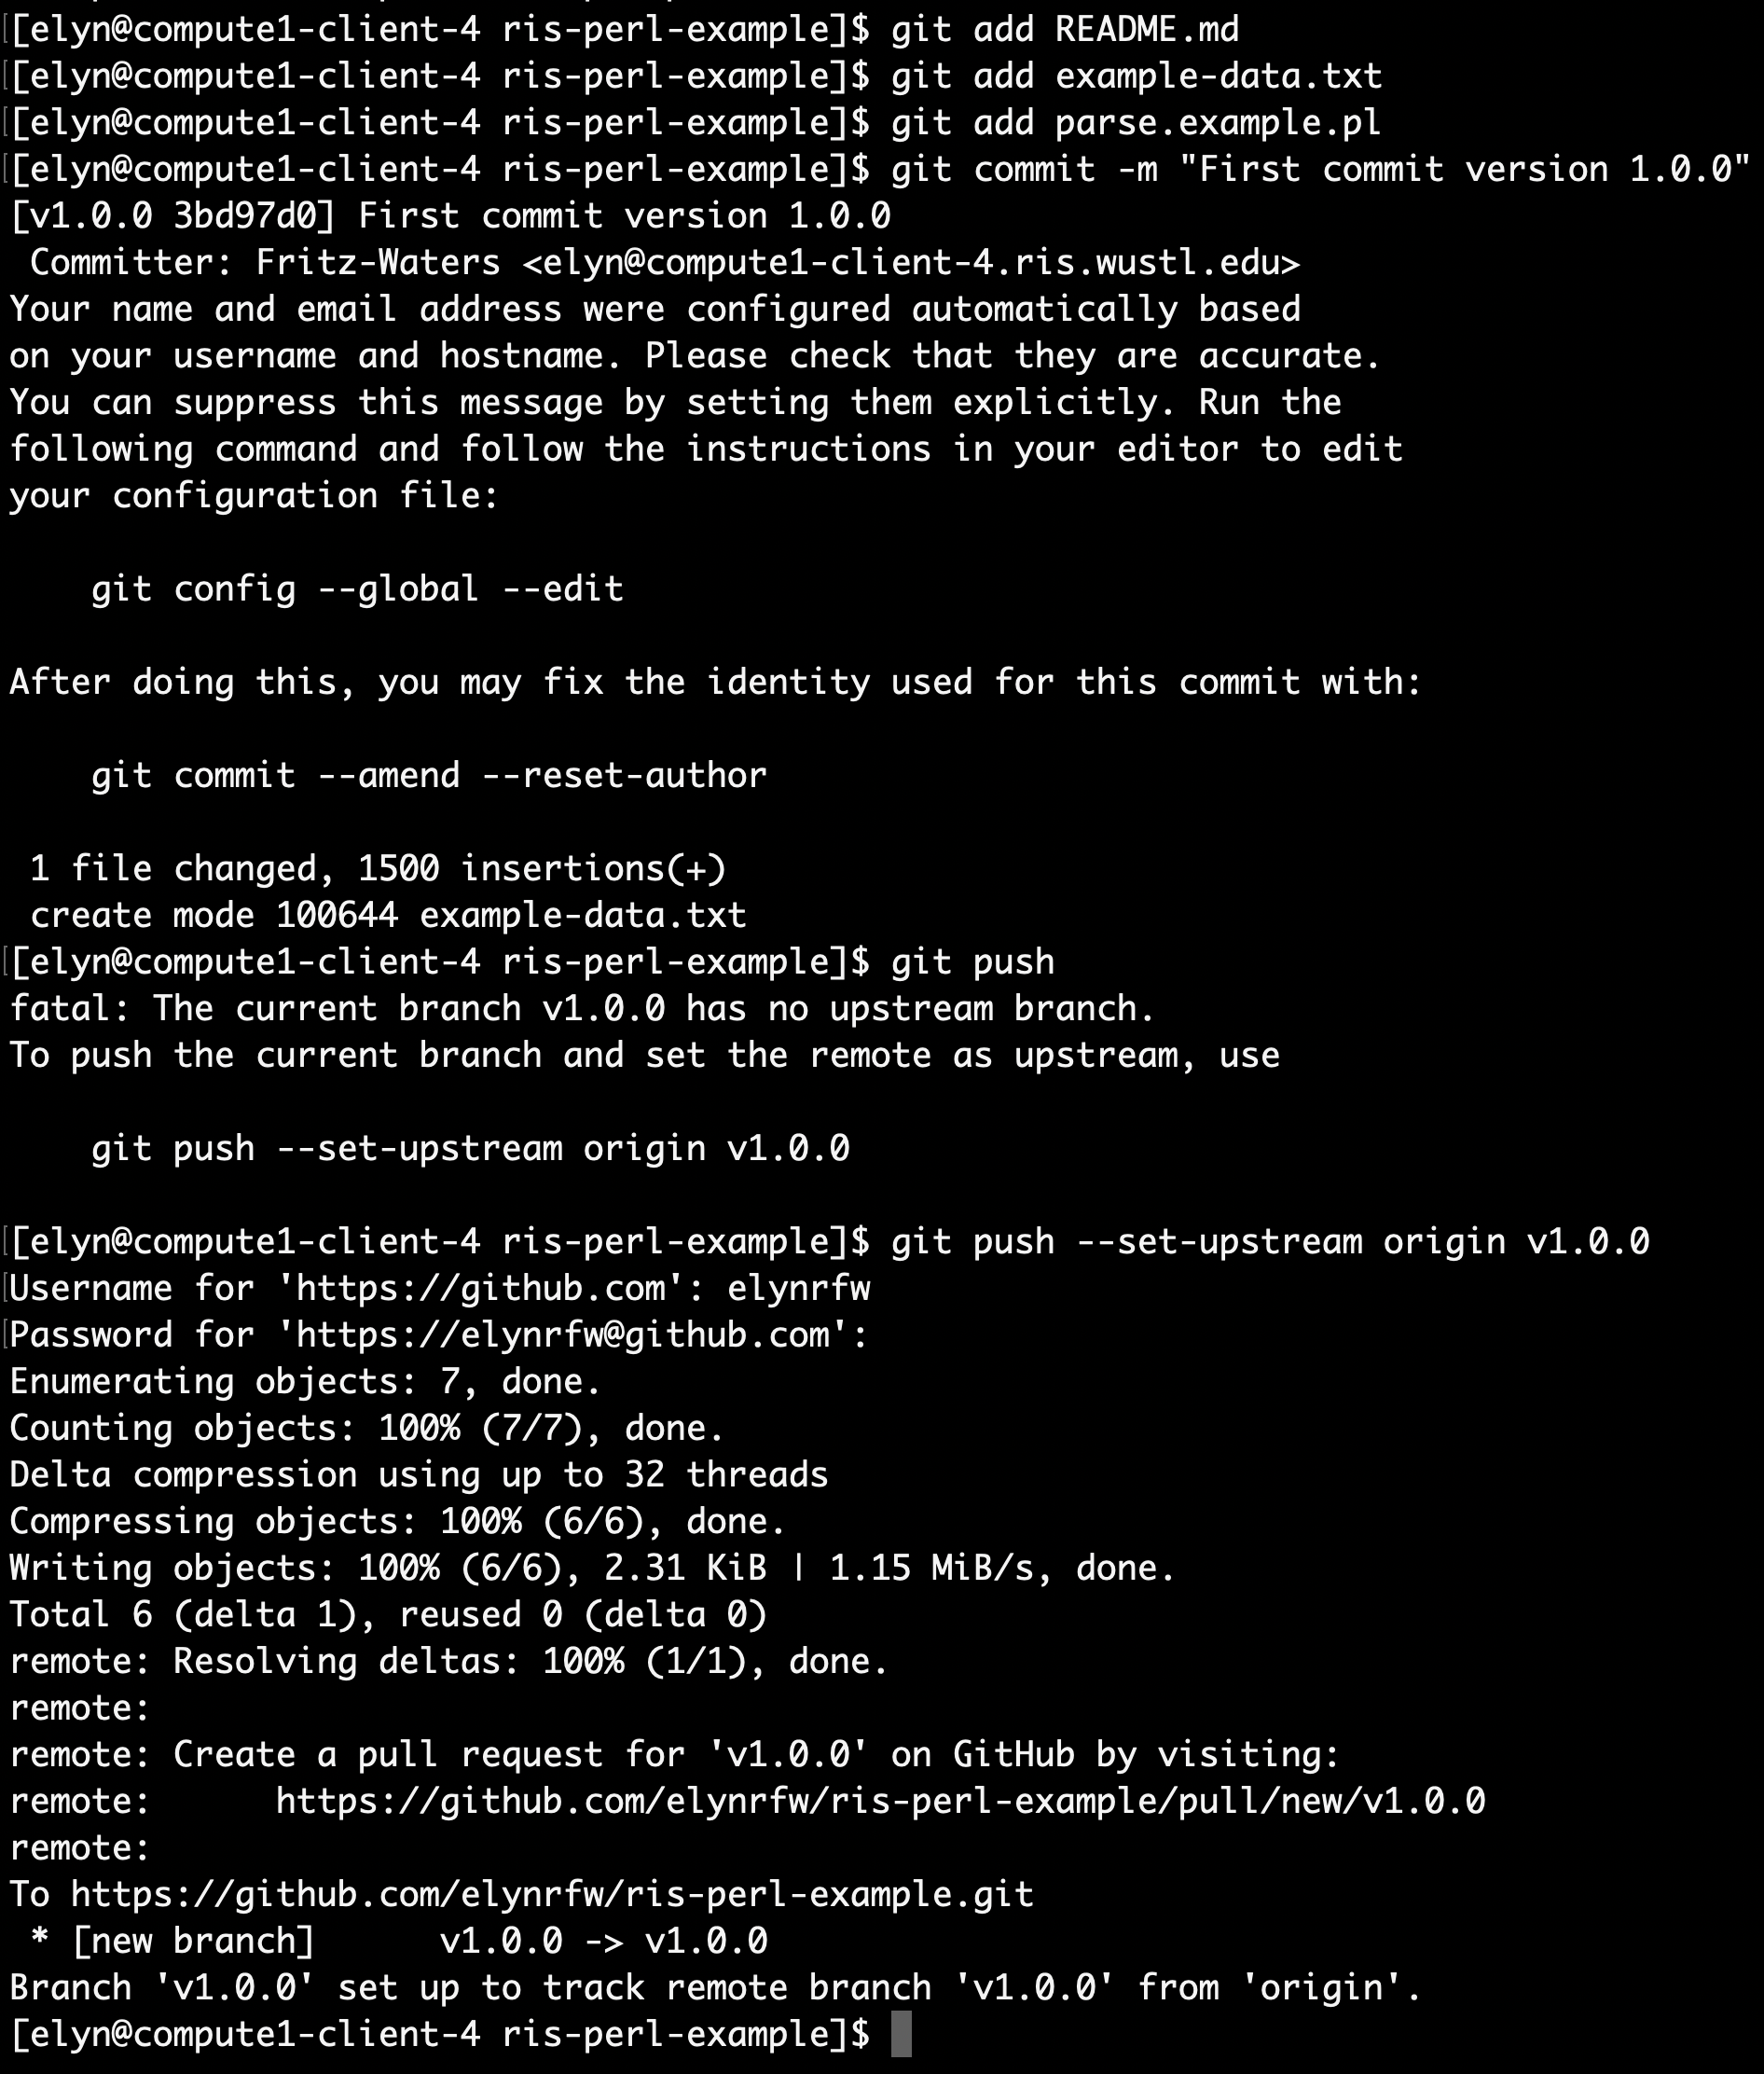 [elyn@compute1-client-4 ris-perl-example]$ git add README.md
[elyn@compute1-client-4 ris-perl-example]$ git add example-data.txt
[elyn@compute1-client-4 ris-perl-example]$ git add parse.example.pl
[elyn@compute1-client-4 ris-perl-example]$ git commit -m "First commit version 1.0.0"
[v1.0.0 3bd97d0] First commit version 1.0.0
 Committer: Fritz-Waters <elyn@compute1-client-4.ris.wustl.edu>
Your name and email address were configured automatically based
on your username and hostname. Please check that they are accurate.
You can suppress this message by setting them explicitly. Run the
following command and follow the instructions in your editor to edit
your configuration file:

    git config --global --edit

After doing this, you may fix the identity used for this commit with:

    git commit --amend --reset-author

 1 file changed, 1500 insertions(+)
 create mode 100644 example-data.txt
[elyn@compute1-client-4 ris-perl-example]$ git push
fatal: The current branch v1.0.0 has no upstream branch.
To push the current branch and set the remote as upstream, use

    git push --set-upstream origin v1.0.0

[elyn@compute1-client-4 ris-perl-example]$ git push --set-upstream origin v1.0.0
Username for 'https://github.com': elynrfw
Password for 'https://elynrfw@github.com':
Enumerating objects: 7, done.
Counting objects: 100% (7/7), done.
Delta compression using up to 32 threads
Compressing objects: 100% (6/6), done.
Writing objects: 100% (6/6), 2.31 KiB | 1.15 MiB/s, done.
Total 6 (delta 1), reused 0 (delta 0)
remote: Resolving deltas: 100% (1/1), done.
remote:
remote: Create a pull request for 'v1.0.0' on GitHub by visiting:
remote:      https://github.com/elynrfw/ris-perl-example/pull/new/v1.0.0
remote:
To https://github.com/elynrfw/ris-perl-example.git
 * [new branch]      v1.0.0 -> v1.0.0
Branch 'v1.0.0' set up to track remote branch 'v1.0.0' from 'origin'.
[elyn@compute1-client-4 ris-perl-example]$